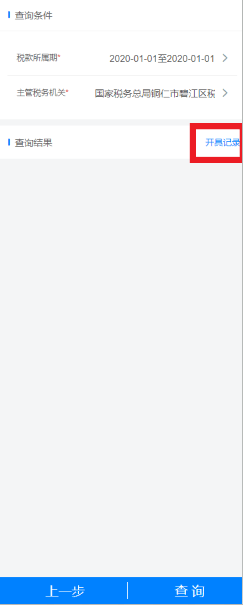 查询条件
税款所属期* 2020-01-01至2020-01-01
主管税务机关* 国家税务总局铜仁市碧江区税
查询结果 开具记录
上一步 查 询